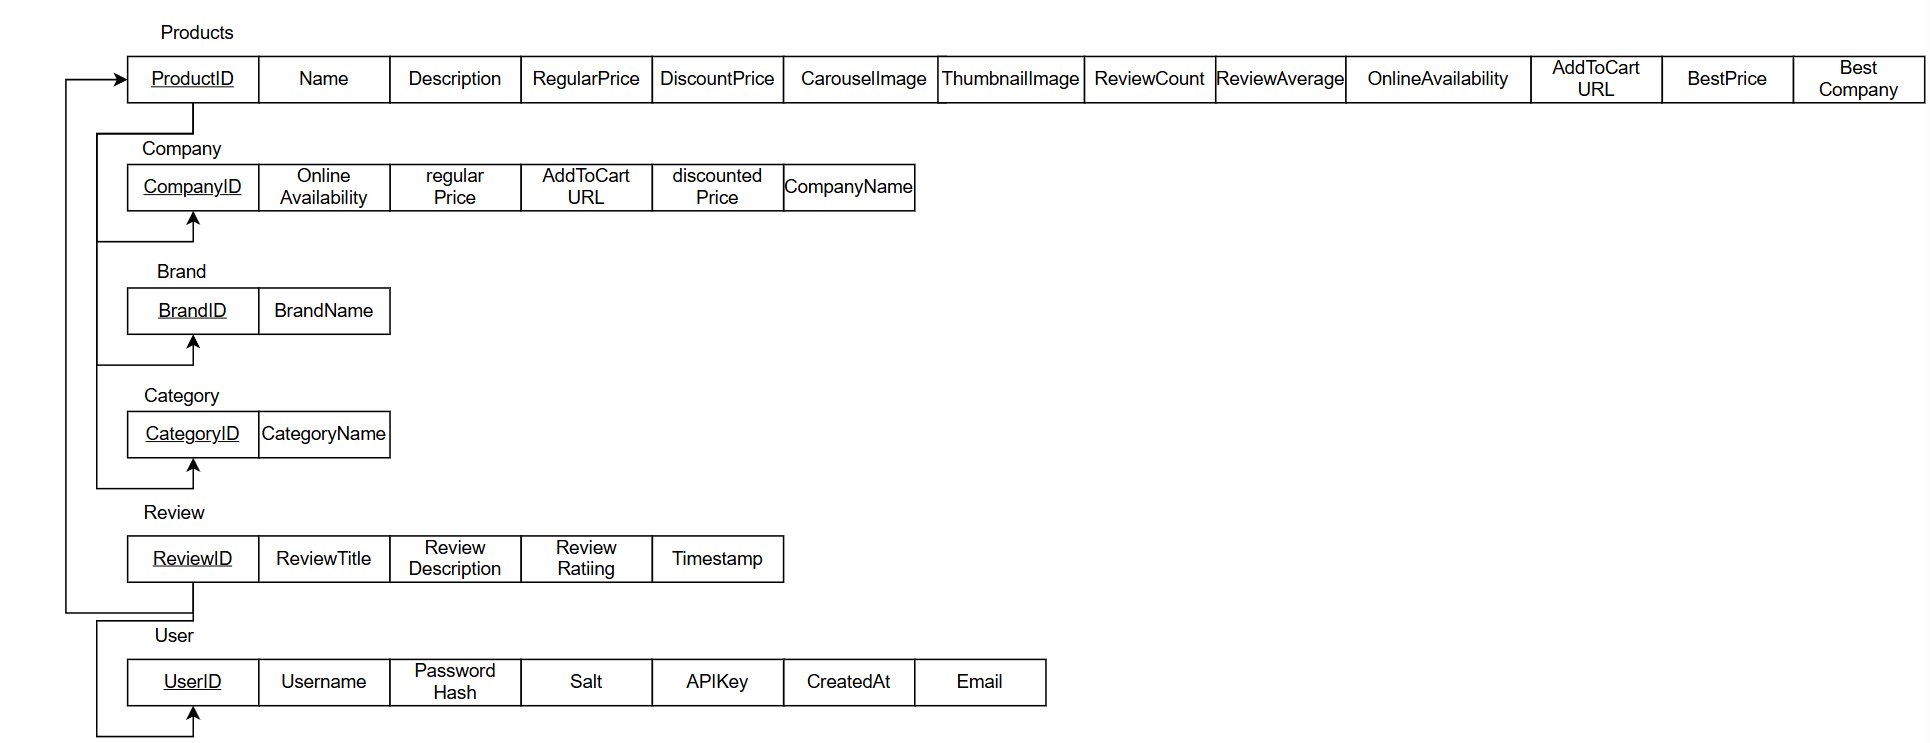 Products
ProductID Name Description RegularPrice DiscountPrice CarouselImage ThumbnailImage ReviewCount ReviewAverage OnlineAvailability AddToCart URL BestPrice Best Company
Company
CompanyID Online Availability regular Price AddToCart URL discounted Price CompanyName
Brand
BrandID BrandName
Category
CategoryID CategoryName
Review
ReviewID ReviewTitle Review Description Review Ratiing Timestamp
User
UserID Username Password Hash Salt APIKey CreatedAt Email